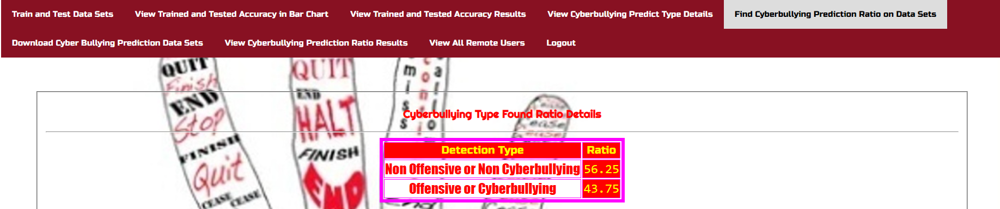 Train and Test Data Sets View Trained and Tested Accuracy in Bar Chart View Trained and Tested Accuracy Results View Cyberbullying Predict Type Details Find Cyberbullying Prediction Ratio on Data Sets
Download Cyber Bullying Prediction Data Sets View Cyberbullying Prediction Ratio Results View All Remote Users Logout
QUIT
Finish
END
Stop
FINISH
Quit
CEASE CEASE
QUIT
END
HALT
FINISH
END
Cease
Cyberbullying Type Found Ratio Details
Detection Type Ratio
Non Offensive or Non Cyberbullying 56.25
Offensive or Cyberbullying 43.75
End
Cease